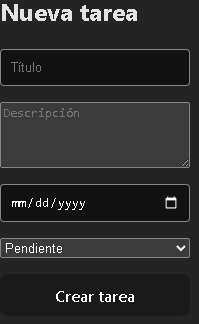 Nueva tarea
Título
Descripción
mm/dd/yyyy
Pendiente
Crear tarea